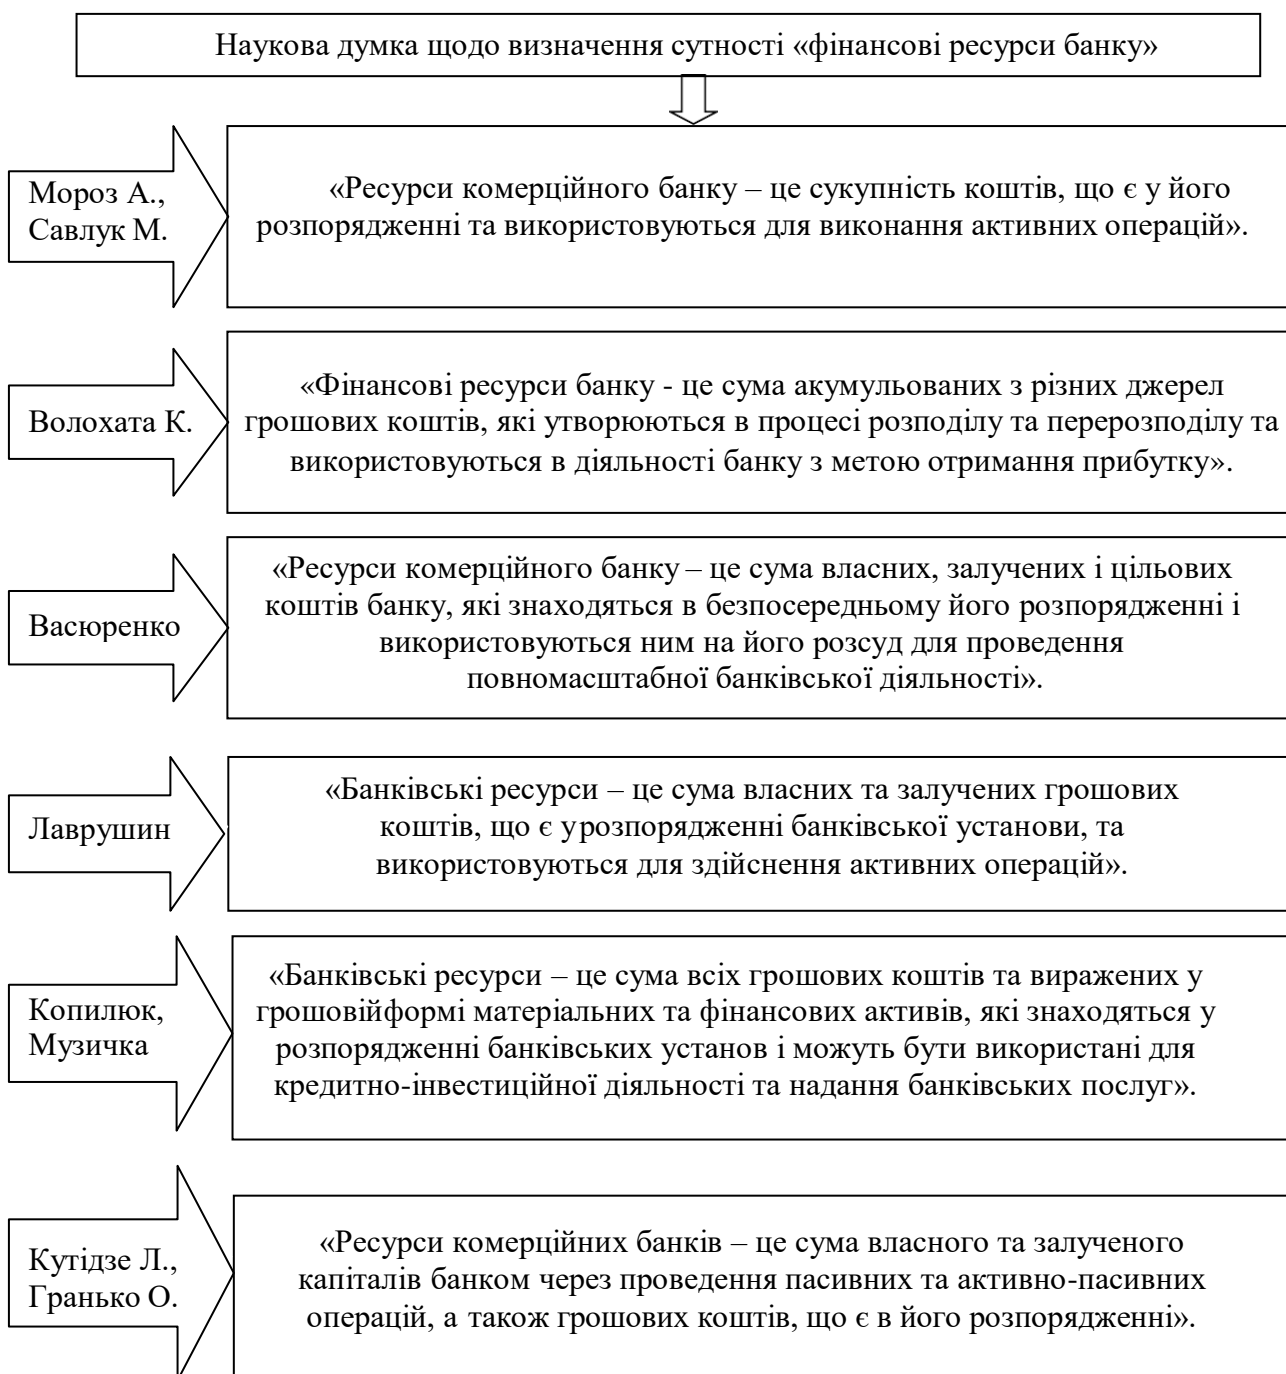 Наукова думка щодо визначення сутності «фінансові ресурси банку»
Мороз А.,
Савлук М.
«Ресурси комерційного банку – це сукупність коштів, що є у його
розпорядженні та використовуються для виконання активних операцій».
Волохата К.
«Фінансові ресурси банку - це сума акумульованих з різних джерел
грошових коштів, які утворюються в процесі розподілу та перерозподілу та
використовуються в діяльності банку з метою отримання прибутку».
Васюренко
«Ресурси комерційного банку – це сума власних, залучених і цільових
коштів банку, які знаходяться в безпосередньому його розпорядженні і
використовуються ним на його розсуд для проведення
повномасштабної банківської діяльності».
Лаврушин
«Банківські ресурси – це сума власних та залучених грошових
коштів, що є урозпорядженні банківської установи, та
використовуються для здійснення активних операцій».
Копилюк,
Музичка
«Банківські ресурси – це сума всіх грошових коштів та виражених у
грошовійформі матеріальних та фінансових активів, які знаходяться у
розпорядженні банківських установ і можуть бути використані для
кредитно-інвестиційної діяльності та надання банківських послуг».
Кутідзе Л.,
Гранько О.
«Ресурси комерційних банків – це сума власного та залученого
капіталів банком через проведення пасивних та активно-пасивних
операцій, а також грошових коштів, що є в його розпорядженні».